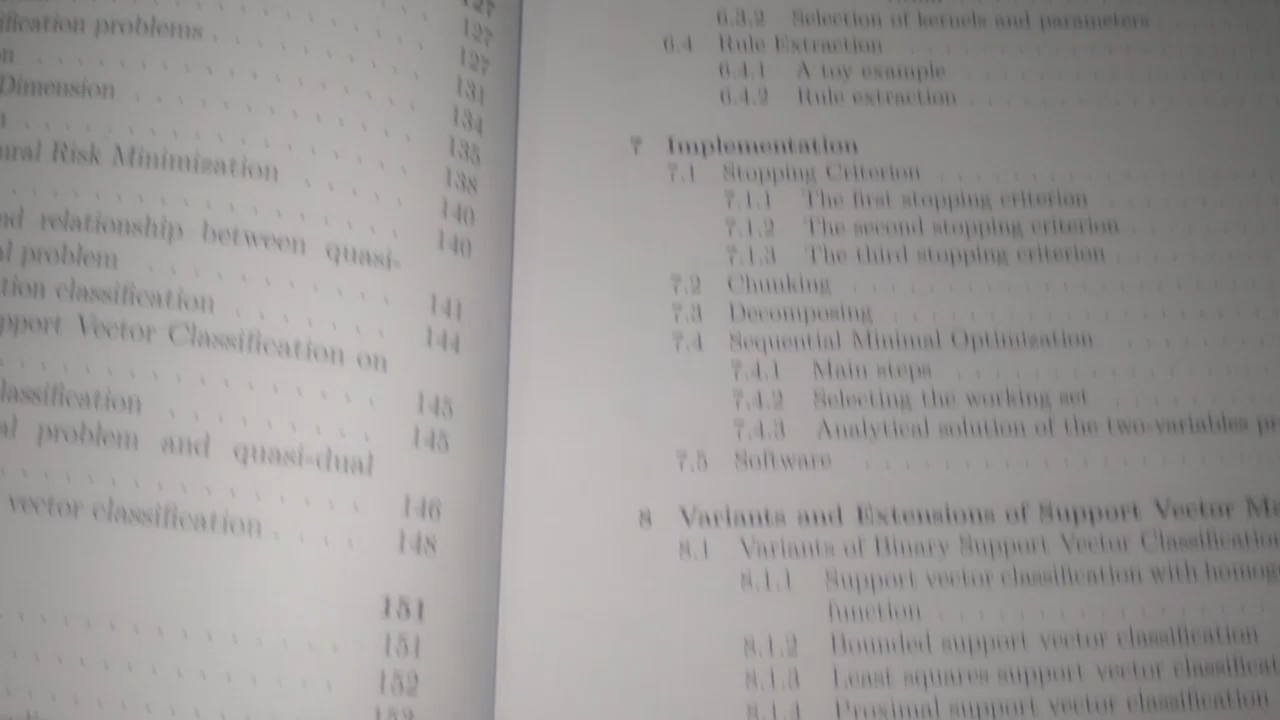 127
ification problems . . . . . . . . . 127
127
on . . . . . . . . . . . . . . . . 131
Dimension . . . . . . . . . . . . 134
. . . . . . . . . . . . . . . . . 135
ural Risk Minimization . . . . . 138
. . . . . . . . . . . . . . . . . 140
nd relationship between quasi-
140
al problem . . . . . . . . . . . 141
tion classification . . . . . . . 144
pport Vector Classification on
. . . . . . . . . . . . . . . . . 145
lassification . . . . . . . . . . 145
al problem and quasi-dual
. . . . . . . . . . . . . . . . . 146
vector classification . . . . . 148
151
. . . . . . . . . . . . . . . . . 151
. . . . . . . . . . . . . . . . . 152
6.3.2 Selection of kernels and parameters
6.4 Rule Extraction . . . . . . . . . .
6.4.1 A toy example . . . . . . . .
6.4.2 Rule extraction . . . . . . . .
7 Implementation
7.1 Stopping Criterion . . . . . . . .
7.1.1 The first stopping criterion . . .
7.1.2 The second stopping criterion . . .
7.1.3 The third stopping criterion . . .
7.2 Chunking . . . . . . . . . . . .
7.3 Decomposing . . . . . . . . . . .
7.4 Sequential Minimal Optimization . . . .
7.4.1 Main steps . . . . . . . . . .
7.4.2 Selecting the working set . . . .
7.4.3 Analytical solution of the two-variables pr
7.5 Software . . . . . . . . . . . .
8 Variants and Extensions of Support Vector M
8.1 Variants of Binary Support Vector Classification
8.1.1 Support vector classification with homog
function . . . . . . . . . . .
8.1.2 Bounded support vector classification
8.1.3 Least squares support vector classificat
8.1.4 Proximal support vector classification